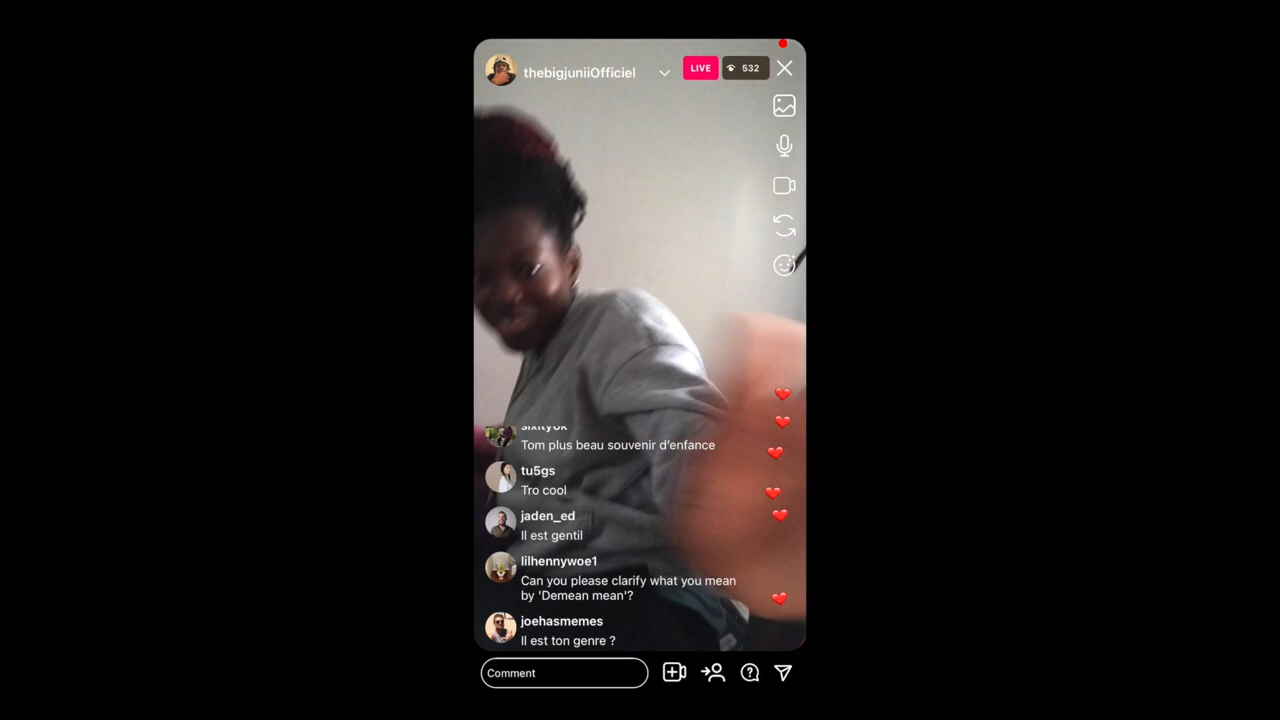 thebigjuniiOfficiel
LIVE
532
Tom plus beau souvenir d'enfance
tu5gs
Tro cool
jaden_ed
Il est gentil
lilhennywoe1
Can you please clarify what you mean
by 'Demean mean'?
joehasmemes
Il est ton genre ?
Comment